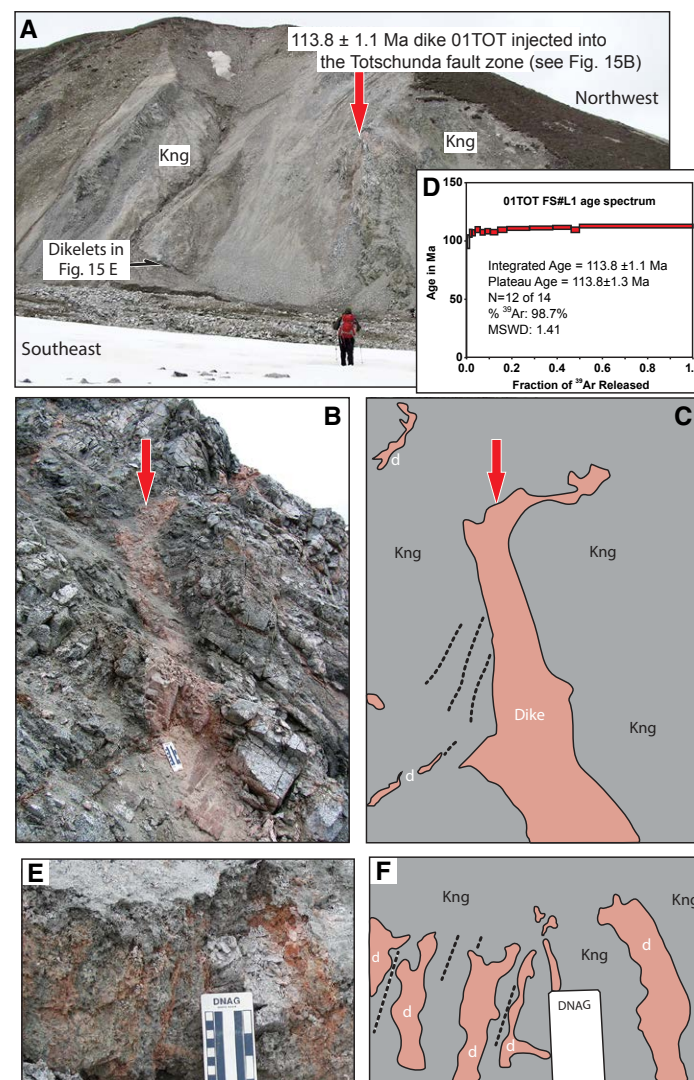 A
113.8 ± 1.1 Ma dike 01TOT injected into
the Totschunda fault zone (see Fig. 15B)
Northwest
Kng
Kng
Dikelets in
Fig. 15 E
Southeast
D
150
100
50
0
Age in Ma
01TOT FS#L1 age spectrum
Integrated Age = 113.8 ±1.1 Ma
Plateau Age = 113.8±1.3 Ma
N=12 of 14
% ³⁹Ar: 98.7%
MSWD: 1.41
0.0 0.2 0.4 0.6 0.8 1.
Fraction of ³⁹Ar Released
B
C
d
Kng
Kng
Dike
Kng
d
E
DNAG
F
Kng
Kng
Kng
d
d
d
d
d
DNAG